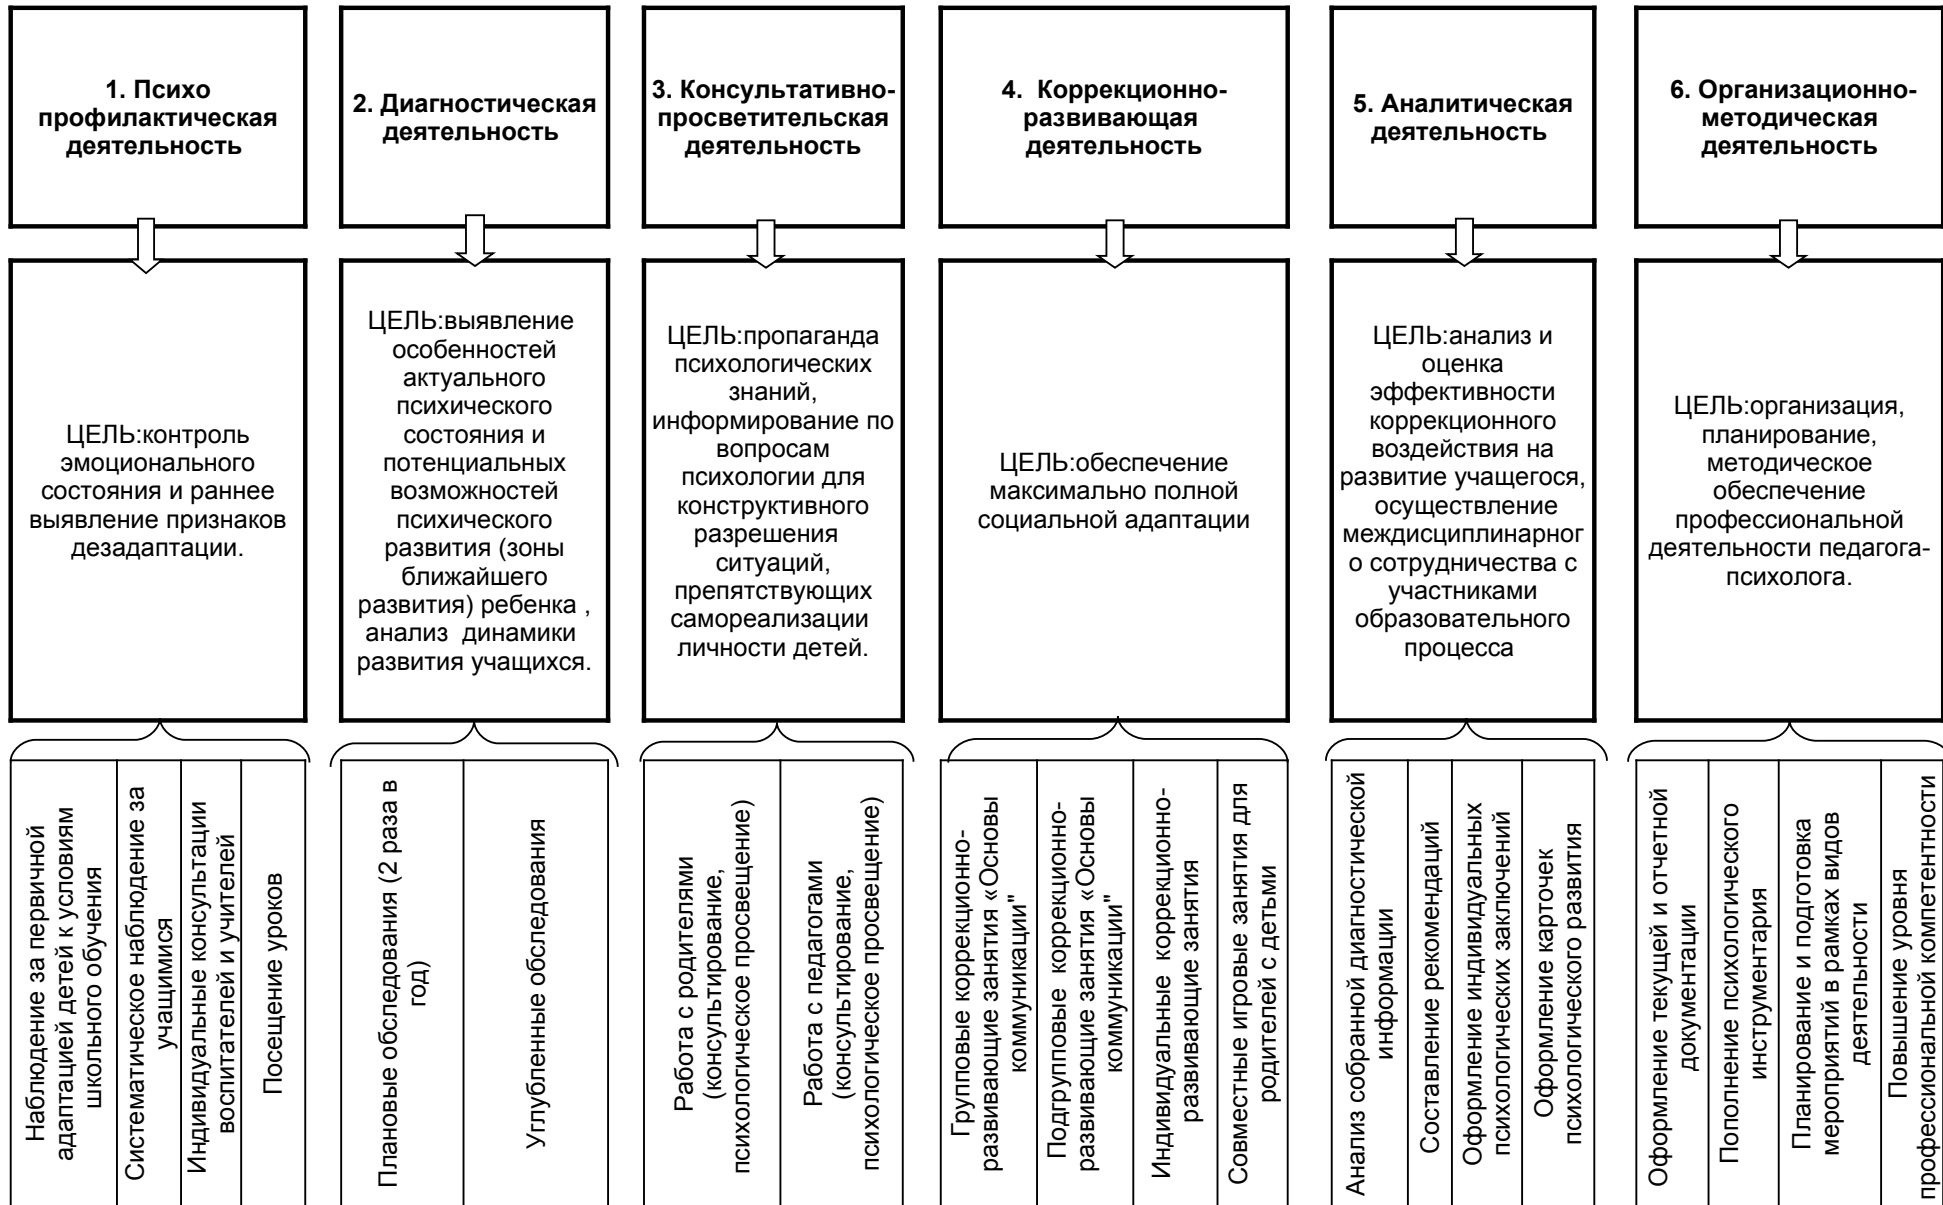 1. Психо
профилактическая
деятельность
2. Диагностическая
деятельность
3. Консультативно-
просветительская
деятельность
4. Коррекционно-
развивающая
деятельность
5. Аналитическая
деятельность
6. Организационно-
методическая
деятельность
ЦЕЛЬ:контроль
эмоционального
состояния и раннее
выявление признаков
дезадаптации.
ЦЕЛЬ:выявление
особенностей
актуального
психического
состояния и
потенциальных
возможностей
психического
развития (зоны
ближайшего
развития) ребенка ,
анализ динамики
развития учащихся.
ЦЕЛЬ:пропаганда
психологических
знаний,
информирование по
вопросам
психологии для
конструктивного
разрешения
ситуаций,
препятствующих
самореализации
личности детей.
ЦЕЛЬ:обеспечение
максимально полной
социальной адаптации
ЦЕЛЬ:анализ и
оценка
эффективности
коррекционного
воздействия на
развитие учащегося,
осуществление
междисциплинарног
о сотрудничества с
участниками
образовательного
процесса
ЦЕЛЬ:организация,
планирование,
методическое
обеспечение
профессиональной
деятельности педагога-
психолога.
Наблюдение за первичной
адаптацией детей к условиям
школьного обучения
Систематическое наблюдение за
учащимися
Индивидуальные консультации
воспитателей и учителей
Посещение уроков
Плановые обследования (2 раза в
год)
Углубленные обследования
Работа с родителями
(консультирование,
психологическое просвещение)
Работа с педагогами
(консультирование,
психологическое просвещение)
Групповые коррекционно-
развивающие занятия «Основы
коммуникации"
Подгрупповые коррекционно-
развивающие занятия «Основы
коммуникации"
Индивидуальные коррекционно-
развивающие занятия
Совместные игровые занятия для
родителей с детьми
Анализ собранной диагностической
информации
Составление рекомендаций
Оформление индивидуальных
психологических заключений
Оформление карточек
психологического развития
Оформление текущей и отчетной
документации
Пополнение психологического
инструментария
Планирование и подготовка
мероприятий в рамках видов
деятельности
Повышение уровня
профессиональной компетентности